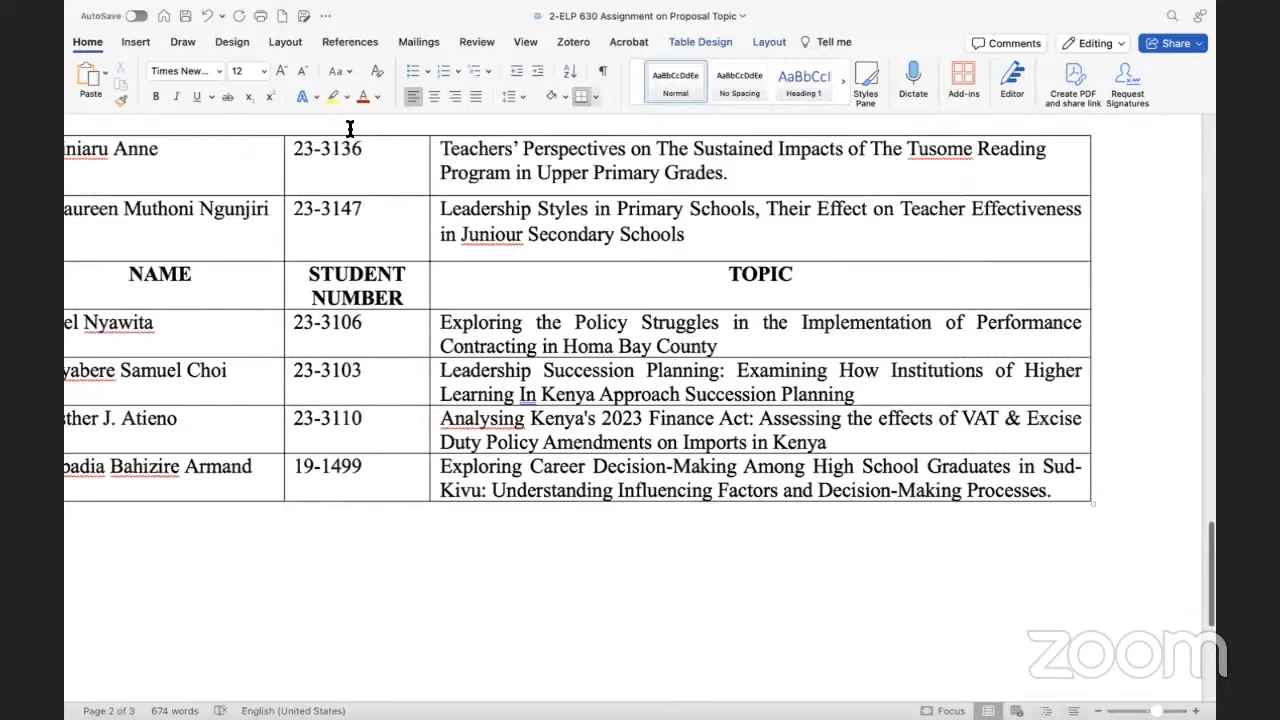 AutoSave
2-ELP 630 Assignment on Proposal Topic
Home Insert Draw Design Layout References Mailings Review View Zotero Acrobat Table Design Layout Tell me
Comments Editing Share
Paste
Times New... 12
AaBbCcDdEe AaBbCcDdEe AaBbCcI
Normal No Spacing Heading 1
Styles Pane
Dictate
Add-ins
Editor
Create PDF and share link
Request Signatures
iniaru Anne 23-3136 Teachers’ Perspectives on The Sustained Impacts of The Tusome Reading
Program in Upper Primary Grades.
aureen Muthoni Ngunjiri 23-3147 Leadership Styles in Primary Schools, Their Effect on Teacher Effectiveness
in Juniour Secondary Schools
NAME STUDENT NUMBER TOPIC
el Nyawita 23-3106 Exploring the Policy Struggles in the Implementation of Performance
Contracting in Homa Bay County
yabere Samuel Choi 23-3103 Leadership Succession Planning: Examining How Institutions of Higher
Learning In Kenya Approach Succession Planning
sther J. Atieno 23-3110 Analysing Kenya's 2023 Finance Act: Assessing the effects of VAT & Excise
Duty Policy Amendments on Imports in Kenya
badia Bahizire Armand 19-1499 Exploring Career Decision-Making Among High School Graduates in Sud-
Kivu: Understanding Influencing Factors and Decision-Making Processes.
zoom
Page 2 of 3 674 words English (United States) Focus